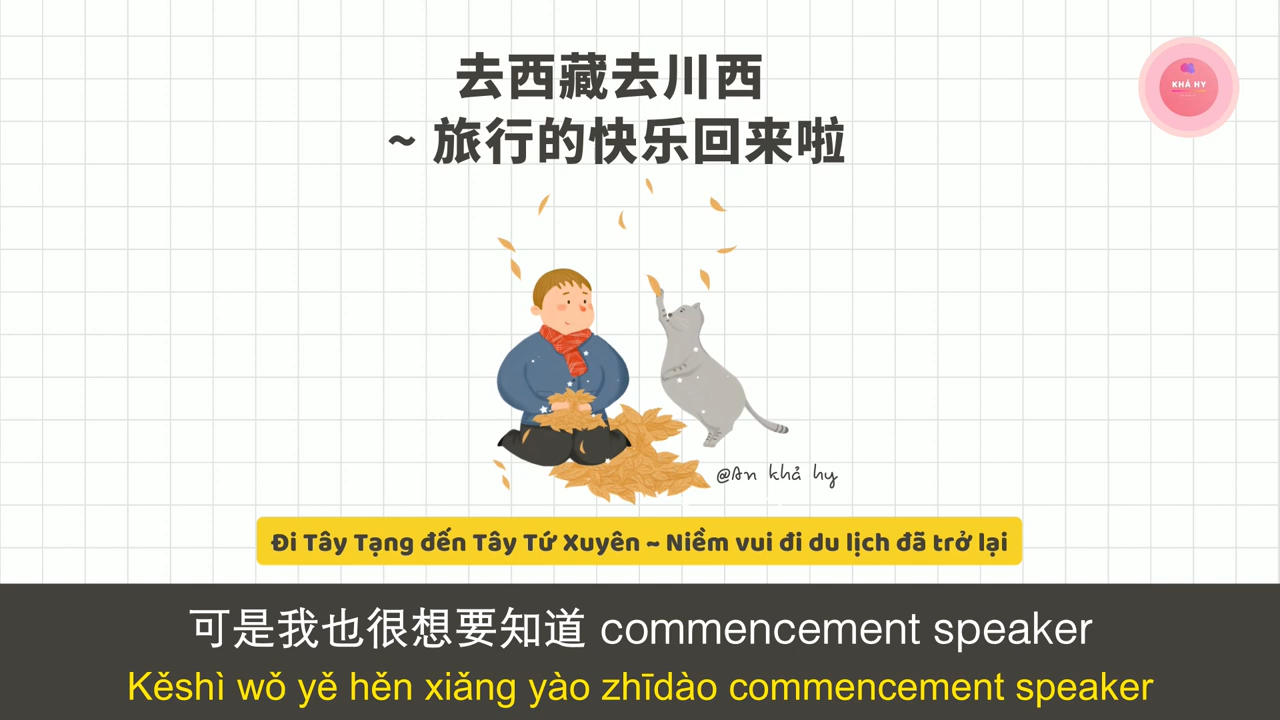 去西藏去川西
~ 旅行的快乐回来啦
KHẢ HY
@An khả hy
Đi Tây Tạng đến Tây Tứ Xuyên ~ Niềm vui đi du lịch đã trở lại
可是我也很想要知道 commencement speaker
Kěshì wǒ yě hěn xiǎng yào zhīdào commencement speaker